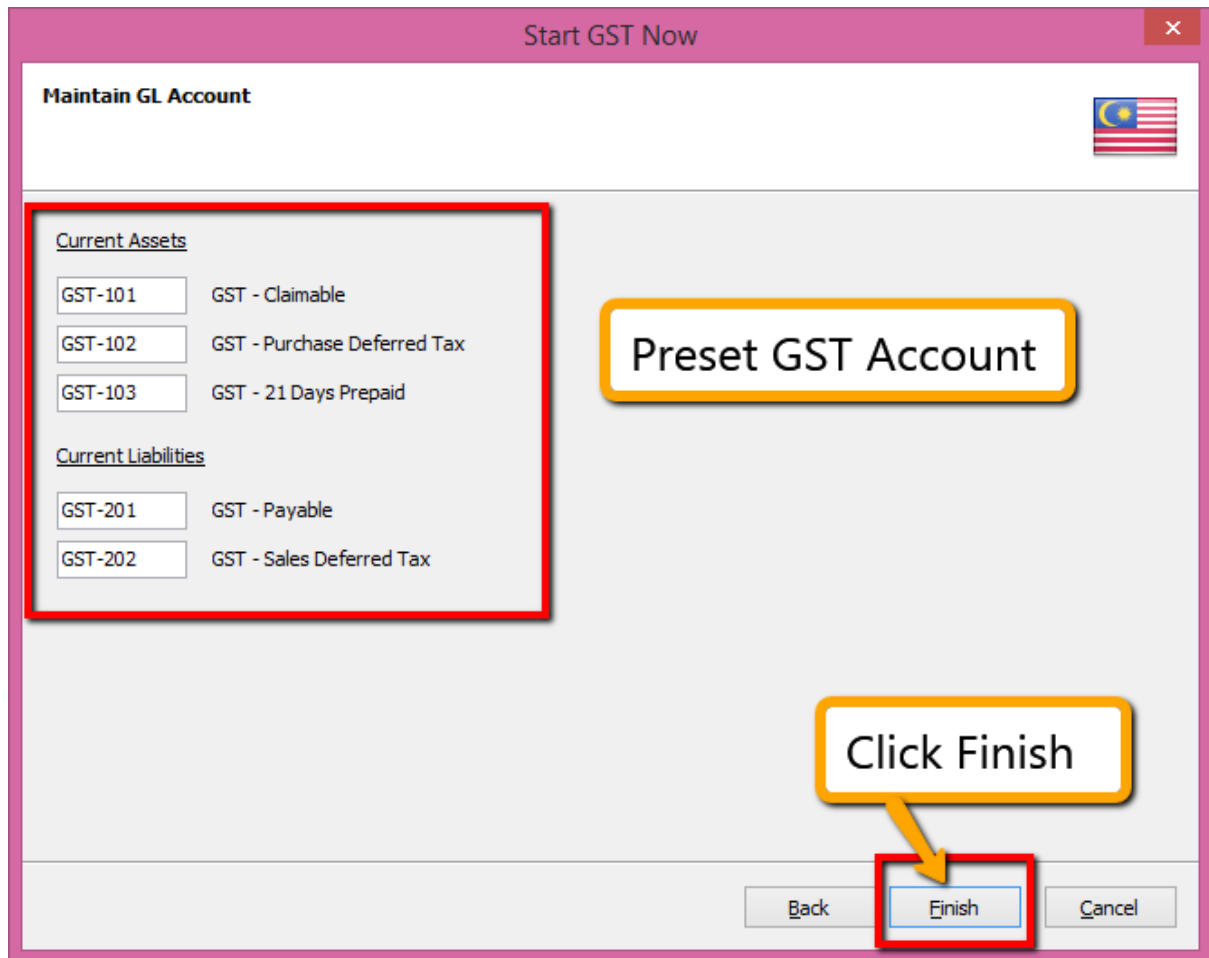 Start GST Now
Maintain GL Account
Current Assets
GST-101 GST - Claimable
GST-102 GST - Purchase Deferred Tax
GST-103 GST - 21 Days Prepaid
Preset GST Account
Current Liabilities
GST-201 GST - Payable
GST-202 GST - Sales Deferred Tax
Click Finish
Back Finish Cancel